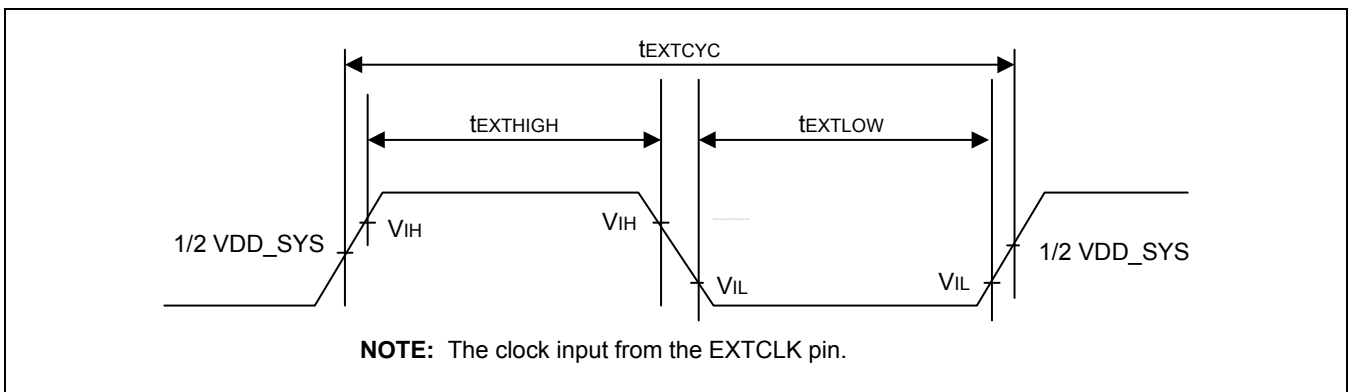 tEXTCYC
tEXTHIGH
tEXTLOW
VIH
VIH
1/2 VDD_SYS
1/2 VDD_SYS
VIL
VIL
NOTE: The clock input from the EXTCLK pin.